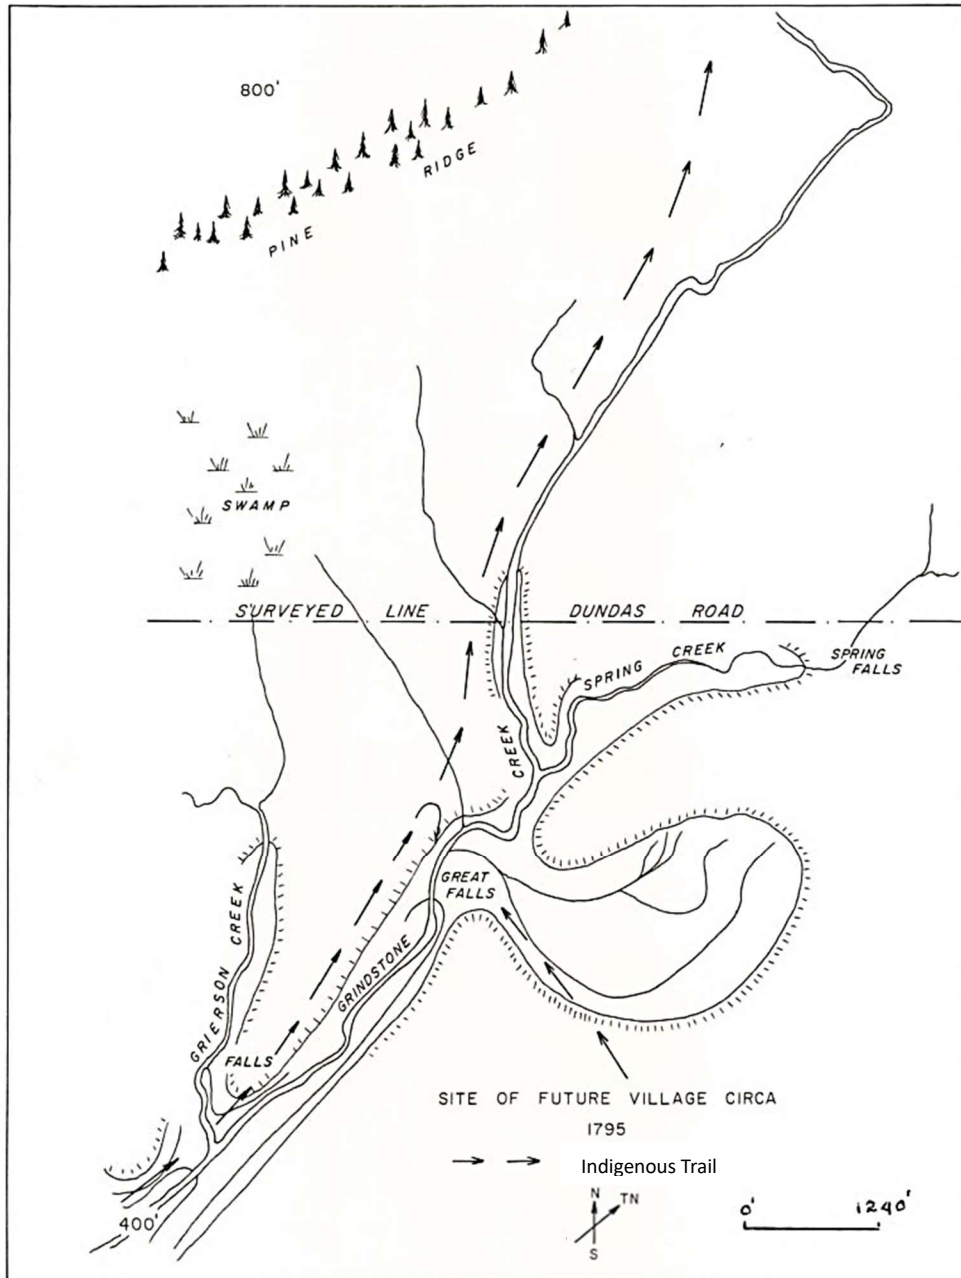 800'
RIDGE
PINE
SWAMP
SURVEYED LINE DUNDAS ROAD
SPRING CREEK
SPRING
FALLS
CREEK
GREAT
FALLS
GRINDSTONE
GRIERSON CREEK
FALLS
SITE OF FUTURE VILLAGE CIRCA
1795
Indigenous Trail
N
TN
S
0' 1240'
400'